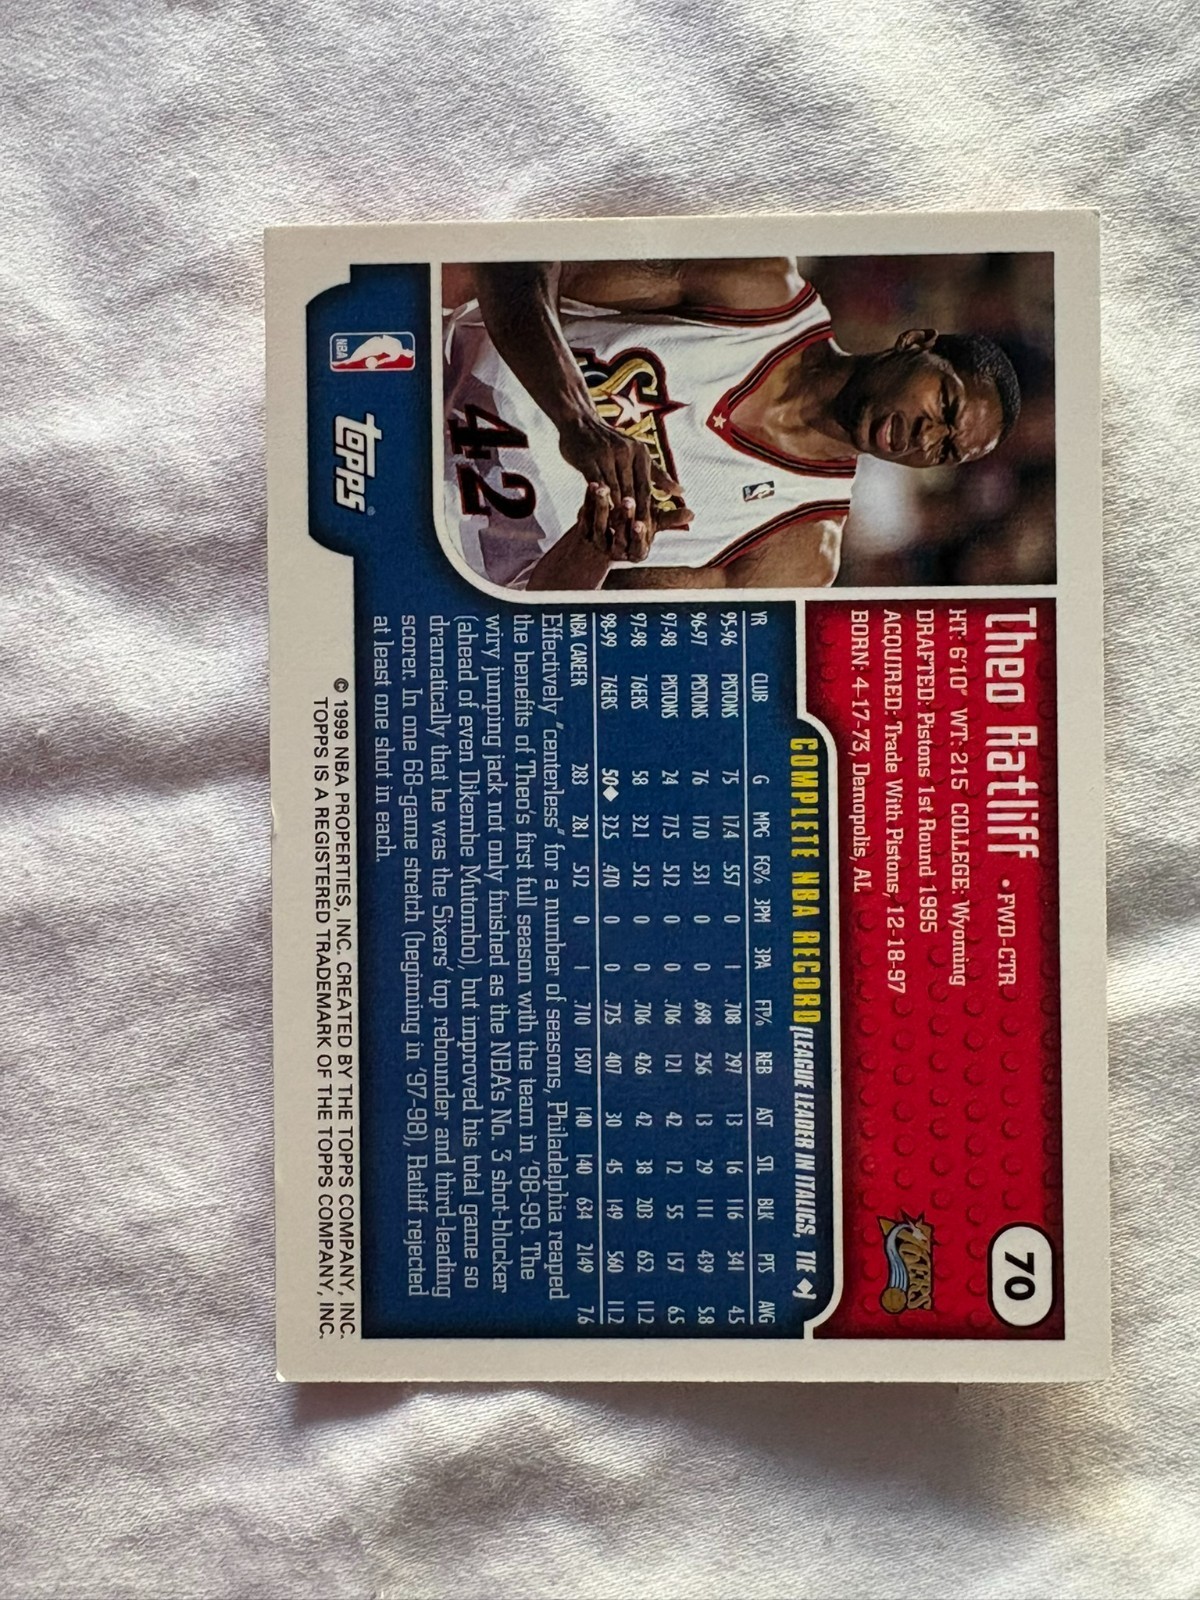 70
Theo Ratliff • FWD-CTR
HT: 6'10" WT: 215 COLLEGE: Wyoming
DRAFTED: Pistons 1st Round 1995
ACQUIRED: Trade With Pistons, 12-18-97
BORN: 4-17-73, Demopolis, AL
76ERS
COMPLETE NBA RECORD (LEAGUE LEADER IN ITALICS, TIE ◆)
YR CLUB G MPG FG% 3PM 3PA FT% REB AST STL BLK PTS AVG
95-96 PISTONS 75 17.4 .557 0 1 .708 297 13 16 116 341 4.5
96-97 PISTONS 76 17.0 .531 0 0 .698 256 13 29 111 439 5.8
97-98 PISTONS 24 77.5 .512 0 0 .706 121 42 12 55 157 6.5
97-98 76ERS 58 32.1 .512 0 0 .706 426 42 38 203 652 11.2
98-99 76ERS 50◆ 32.5 .470 0 0 .725 407 30 45 149 560 11.2
NBA CAREER 283 28.1 .512 0 1 .710 1507 140 140 634 2149 7.6
Effectively "centerless" for a number of seasons, Philadelphia reaped
the benefits of Theo's first full season with the team in '98-99. The
wiry jumping jack not only finished as the NBA's No. 3 shot-blocker
(ahead of even Dikembe Mutombo), but improved his total game so
dramatically that he was the Sixers' top rebounder and third-leading
scorer. In one 68-game stretch (beginning in '97-98), Ratliff rejected
at least one shot in each.
42
NBA
TOPPS®
© 1999 NBA PROPERTIES, INC. CREATED BY THE TOPPS COMPANY, INC.
TOPPS IS A REGISTERED TRADEMARK OF THE TOPPS COMPANY, INC.